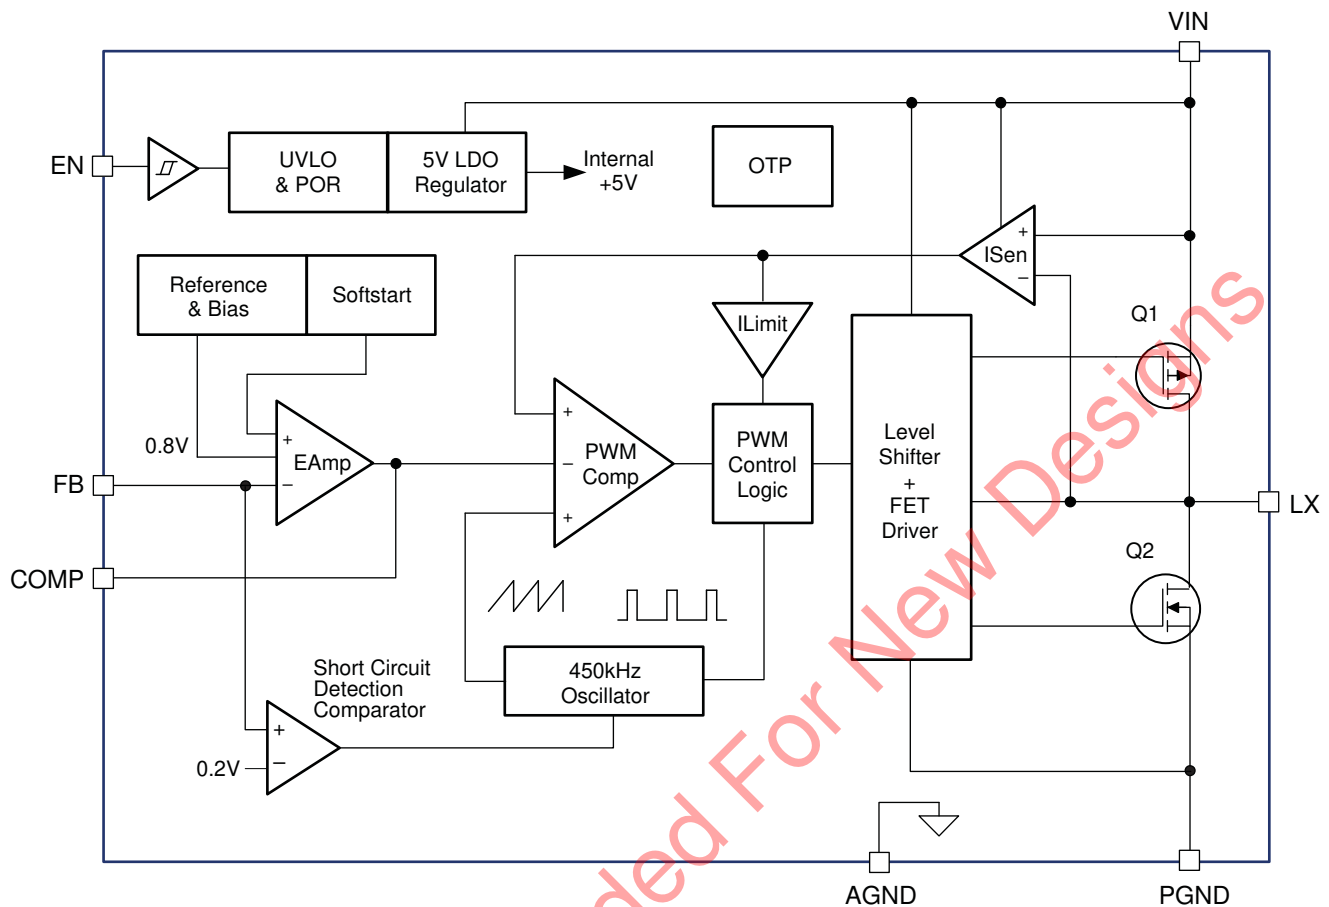 VIN
EN
UVLO
& POR
5V LDO
Regulator
Internal
+5V
OTP
+
ISen
−
Reference
& Bias
Softstart
ILimit
Q1
0.8V
+
EAmp
−
+
−
PWM
Comp
+
PWM
Control
Logic
Level
Shifter
+
FET
Driver
FB
LX
COMP
Q2
450kHz
Oscillator
Short Circuit
Detection
Comparator
+
−
0.2V
AGND
PGND
ded For New Designs